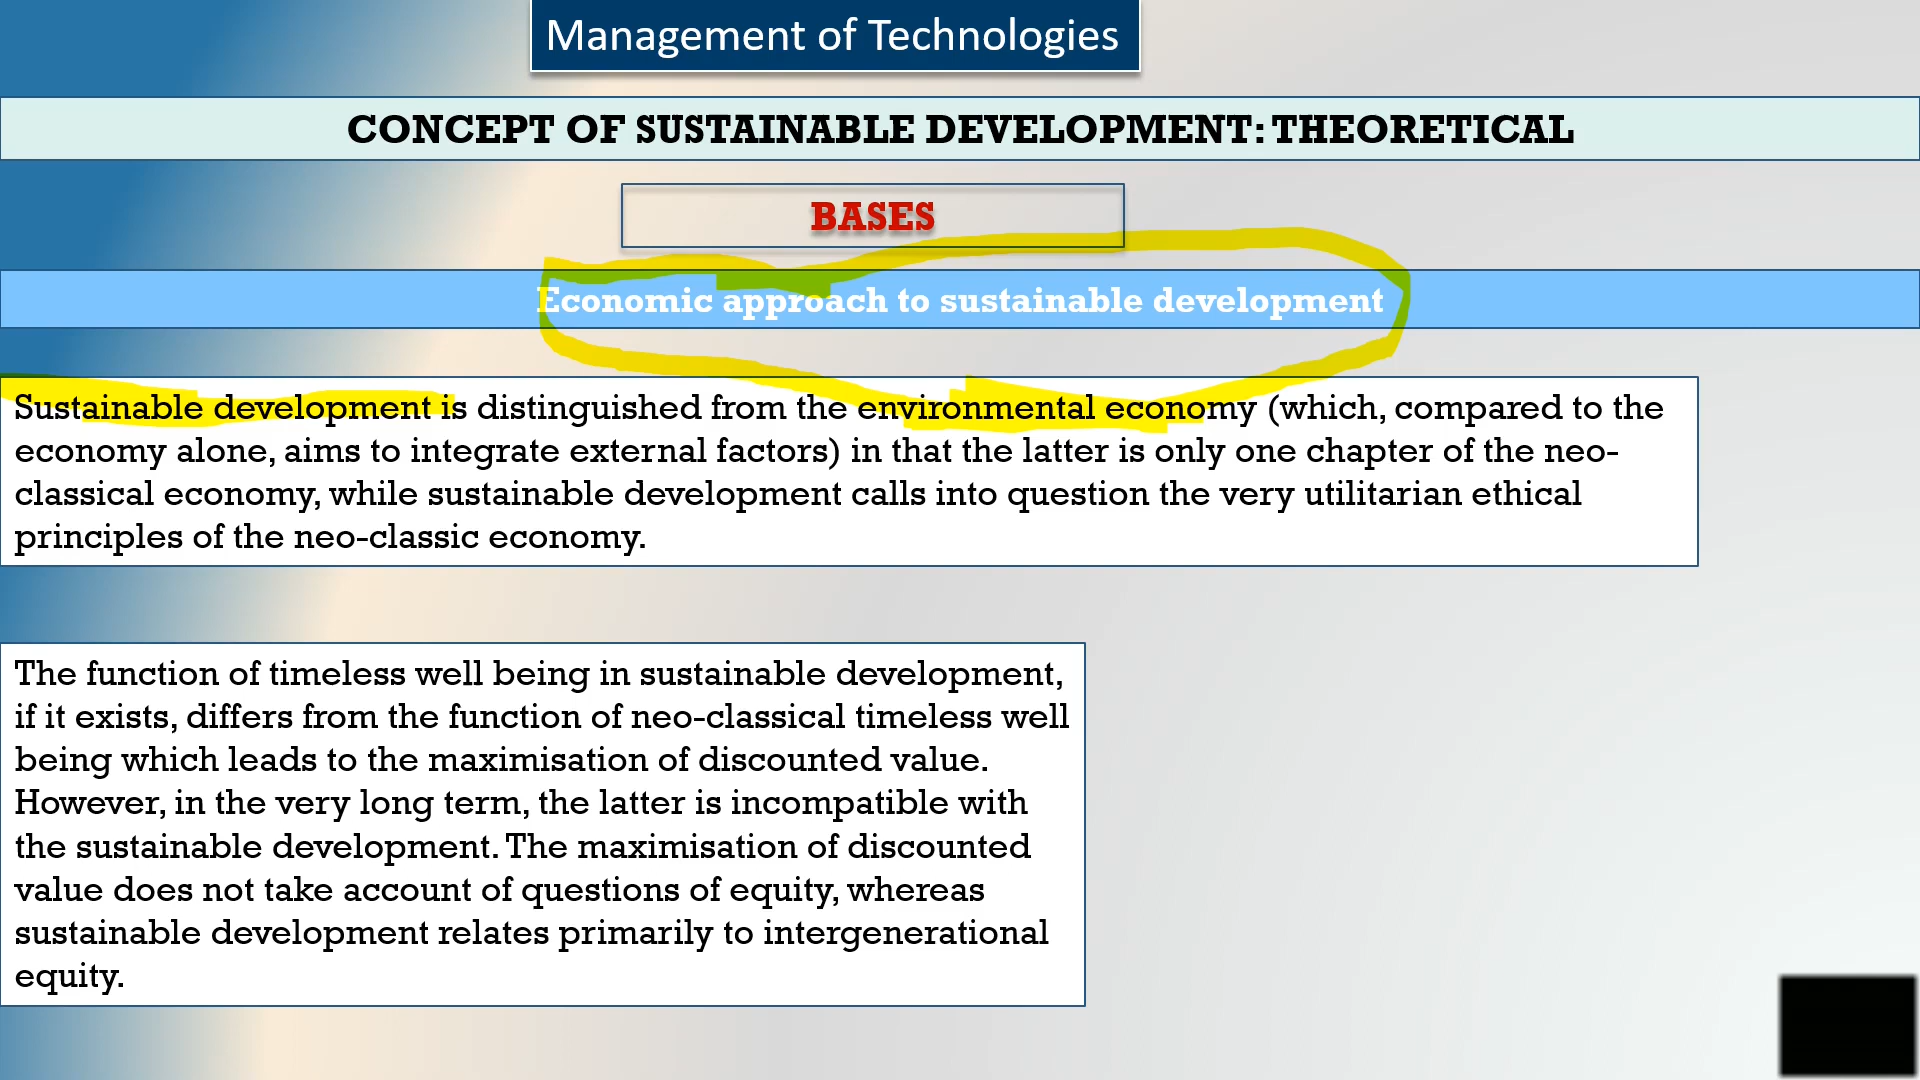 Management of Technologies
CONCEPT OF SUSTAINABLE DEVELOPMENT: THEORETICAL
BASES
Economic approach to sustainable development
Sustainable development is distinguished from the environmental economy (which, compared to the
economy alone, aims to integrate external factors) in that the latter is only one chapter of the neo-
classical economy, while sustainable development calls into question the very utilitarian ethical
principles of the neo-classic economy.
The function of timeless well being in sustainable development,
if it exists, differs from the function of neo-classical timeless well
being which leads to the maximisation of discounted value.
However, in the very long term, the latter is incompatible with
the sustainable development. The maximisation of discounted
value does not take account of questions of equity, whereas
sustainable development relates primarily to intergenerational
equity.